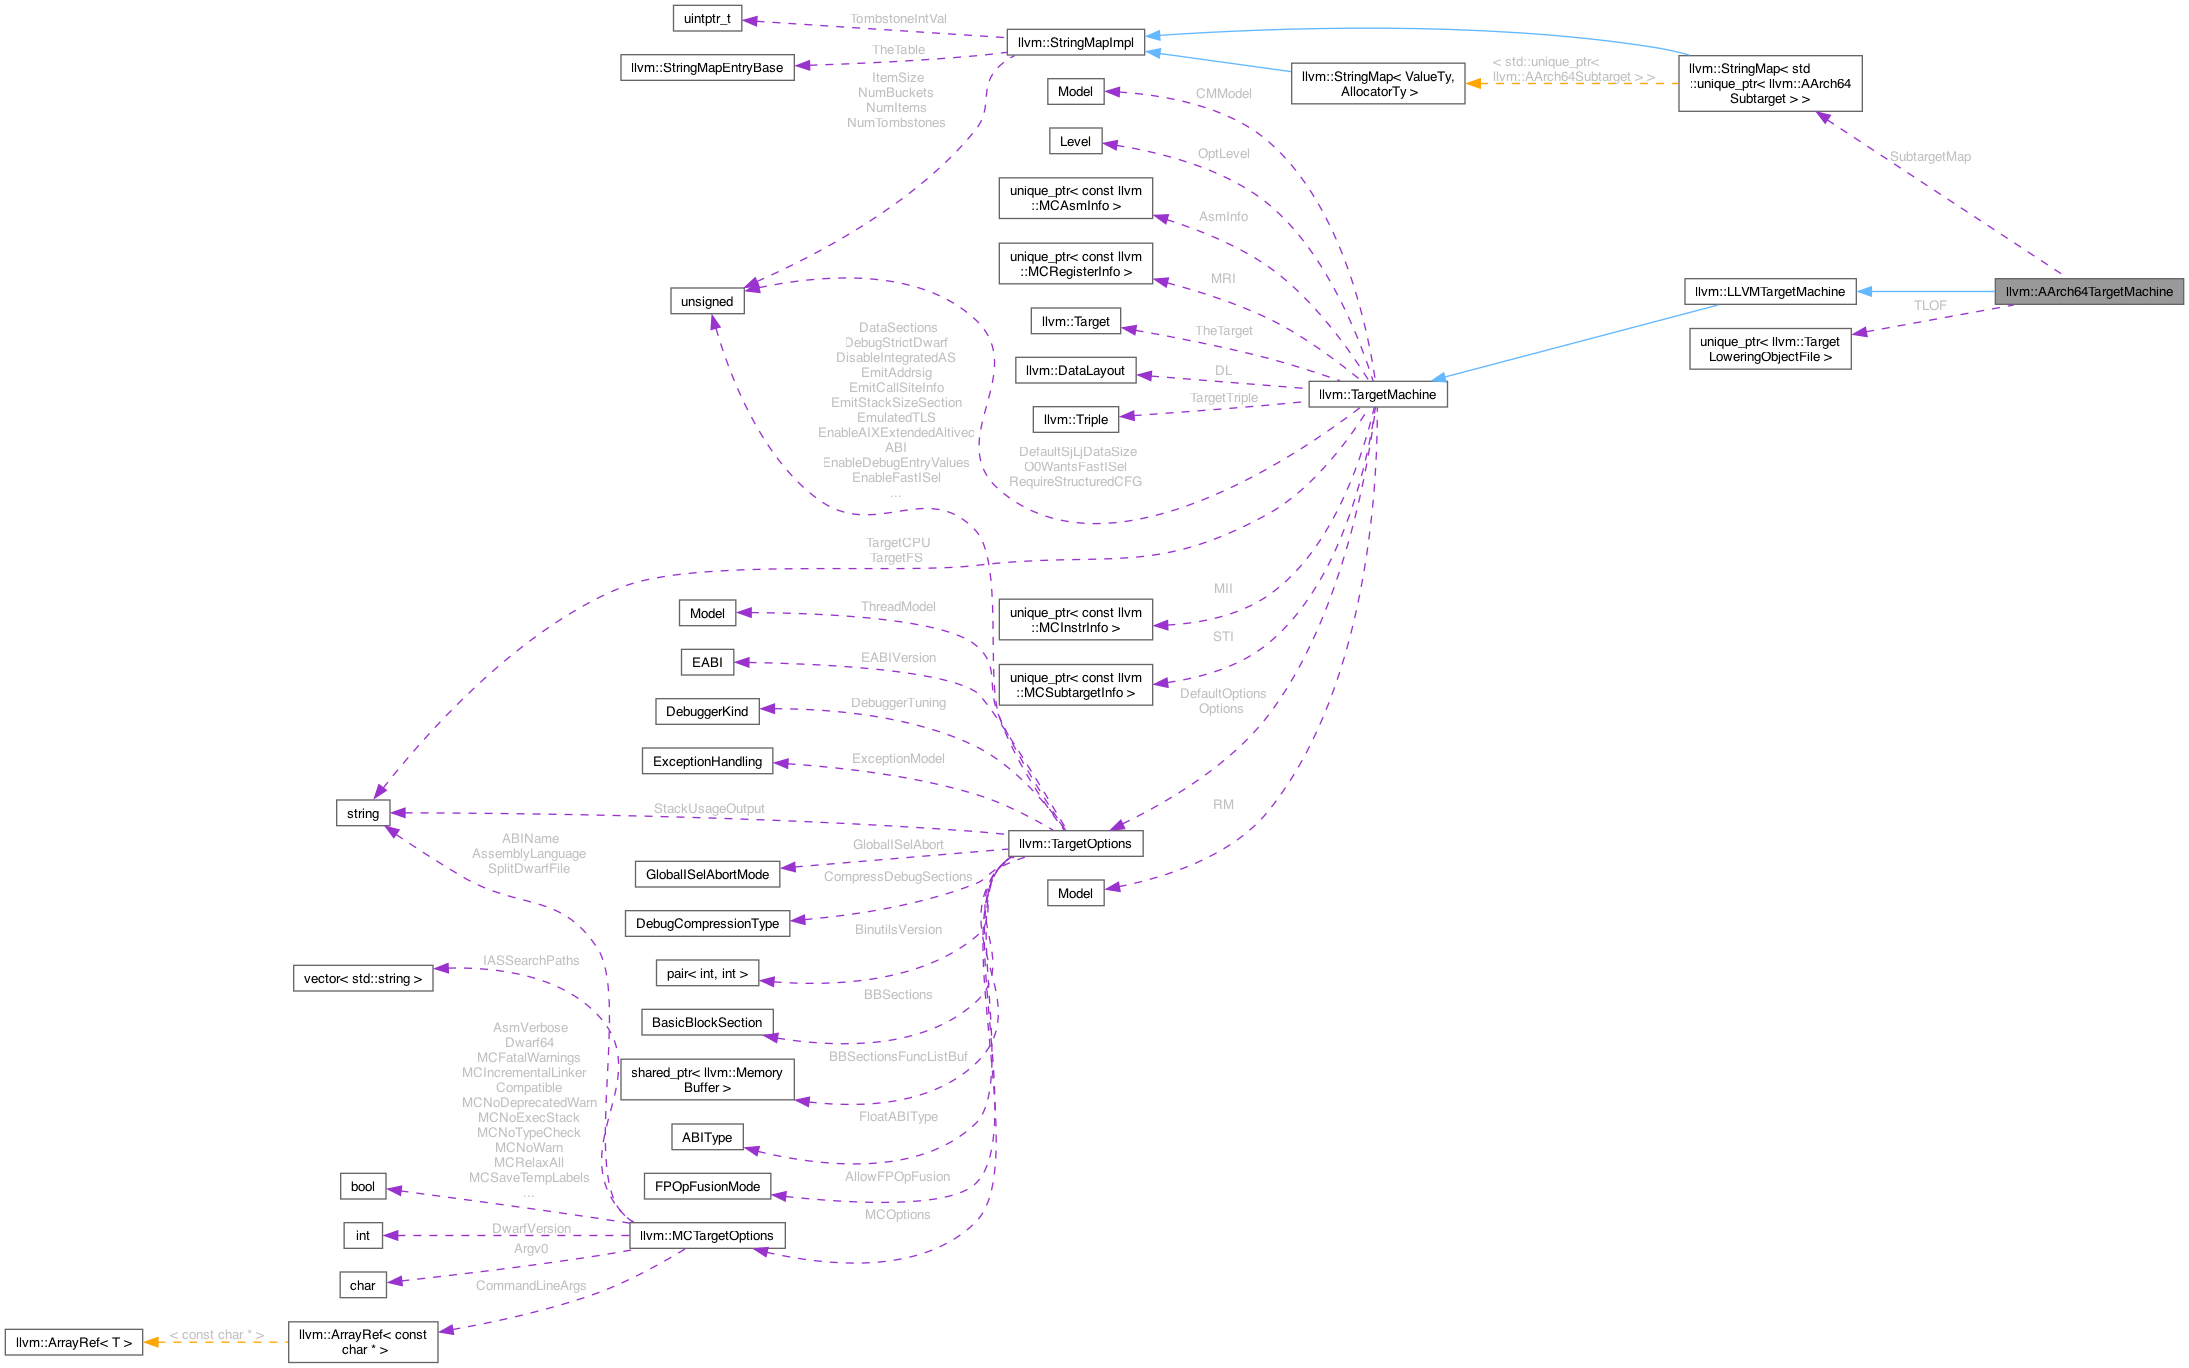 uintptr_t
TombstoneIntVal
llvm::StringMapImpl
llvm::StringMapEntryBase
TheTable
ItemSize
NumBuckets
NumItems
NumTombstones
llvm::StringMap< ValueTy,
AllocatorTy >
< std::unique_ptr<
llvm::AArch64Subtarget > >
llvm::StringMap< std
::unique_ptr< llvm::AArch64
Subtarget > >
Model
CMModel
Level
OptLevel
SubtargetMap
unique_ptr< const llvm
::MCAsmInfo >
AsmInfo
unique_ptr< const llvm
::MCRegisterInfo >
MRI
unsigned
llvm::LLVMTargetMachine
llvm::AArch64TargetMachine
TLOF
unique_ptr< llvm::Target
LoweringObjectFile >
llvm::Target
TheTarget
llvm::DataLayout
DL
llvm::TargetMachine
llvm::Triple
TargetTriple
DataSections
DebugStrictDwarf
DisableIntegratedAS
EmitAddrsig
EmitCallSiteInfo
EmitStackSizeSection
EmulatedTLS
EnableAIXExtendedAltivec
ABI
EnableDebugEntryValues
EnableFastISel
...
DefaultSjLjDataSize
O0WantsFastISel
RequireStructuredCFG
TargetCPU
TargetFS
Model
ThreadModel
unique_ptr< const llvm
::MCInstrInfo >
MII
EABI
EABIVersion
unique_ptr< const llvm
::MCSubtargetInfo >
STI
DebuggerKind
DebuggerTuning
DefaultOptions
Options
ExceptionHandling
ExceptionModel
string
StackUsageOutput
RM
llvm::TargetOptions
ABIName
AssemblyLanguage
SplitDwarfFile
GlobalISelAbortMode
GlobalISelAbort
Model
DebugCompressionType
CompressDebugSections
vector< std::string >
IASSearchPaths
pair< int, int >
BinutilsVersion
BasicBlockSection
BBSections
AsmVerbose
Dwarf64
MCFatalWarnings
MCIncrementalLinker
Compatible
MCNoDeprecatedWarn
MCNoExecStack
MCNoTypeCheck
MCNoWarn
MCRelaxAll
MCSaveTempLabels
...
shared_ptr< llvm::Memory
Buffer >
BBSectionsFuncListBuf
ABIType
FloatABIType
FPOpFusionMode
AllowFPOpFusion
bool
int
DwarfVersion
llvm::MCTargetOptions
MCOptions
char
Argv0
CommandLineArgs
llvm::ArrayRef< T >
< const char * >
llvm::ArrayRef< const
char * >